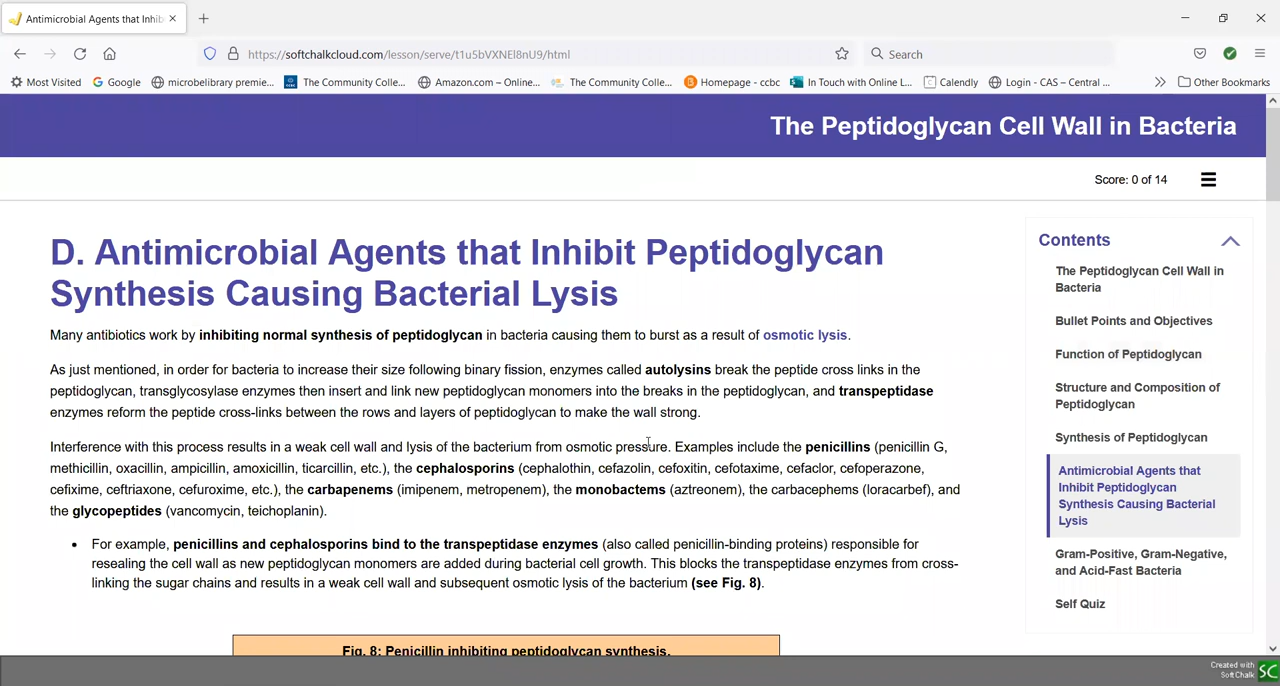 Antimicrobial Agents that Inhib
https://softchalkcloud.com/lesson/serve/t1u5bVXNEl8nU9/html
Search
Most Visited
Google
microbelibrary premie...
The Community Colle...
Amazon.com – Online...
The Community Colle...
Homepage - ccbc
In Touch with Online L...
Calendly
Login - CAS – Central ...
Other Bookmarks
The Peptidoglycan Cell Wall in Bacteria
Score: 0 of 14
D. Antimicrobial Agents that Inhibit Peptidoglycan
Synthesis Causing Bacterial Lysis
Many antibiotics work by inhibiting normal synthesis of peptidoglycan in bacteria causing them to burst as a result of osmotic lysis.
As just mentioned, in order for bacteria to increase their size following binary fission, enzymes called autolysins break the peptide cross links in the
peptidoglycan, transglycosylase enzymes then insert and link new peptidoglycan monomers into the breaks in the peptidoglycan, and transpeptidase
enzymes reform the peptide cross-links between the rows and layers of peptidoglycan to make the wall strong.
Interference with this process results in a weak cell wall and lysis of the bacterium from osmotic pressure. Examples include the penicillins (penicillin G,
methicillin, oxacillin, ampicillin, amoxicillin, ticarcillin, etc.), the cephalosporins (cephalothin, cefazolin, cefoxitin, cefotaxime, cefaclor, cefoperazone,
cefixime, ceftriaxone, cefuroxime, etc.), the carbapenems (imipenem, metropenem), the monobactems (aztreonem), the carbacephems (loracarbef), and
the glycopeptides (vancomycin, teichoplanin).
• For example, penicillins and cephalosporins bind to the transpeptidase enzymes (also called penicillin-binding proteins) responsible for
resealing the cell wall as new peptidoglycan monomers are added during bacterial cell growth. This blocks the transpeptidase enzymes from cross-
linking the sugar chains and results in a weak cell wall and subsequent osmotic lysis of the bacterium (see Fig. 8).
Fig. 8: Penicillin inhibiting peptidoglycan synthesis.
Contents
The Peptidoglycan Cell Wall in
Bacteria
Bullet Points and Objectives
Function of Peptidoglycan
Structure and Composition of
Peptidoglycan
Synthesis of Peptidoglycan
Antimicrobial Agents that
Inhibit Peptidoglycan
Synthesis Causing Bacterial
Lysis
Gram-Positive, Gram-Negative,
and Acid-Fast Bacteria
Self Quiz
Created with
SoftChalk
SC